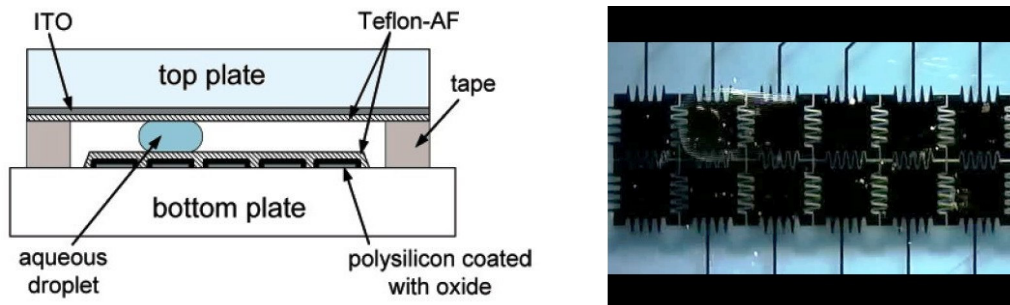 ITO
Teflon-AF
top plate
tape
bottom plate
aqueous
droplet
polysilicon coated
with oxide